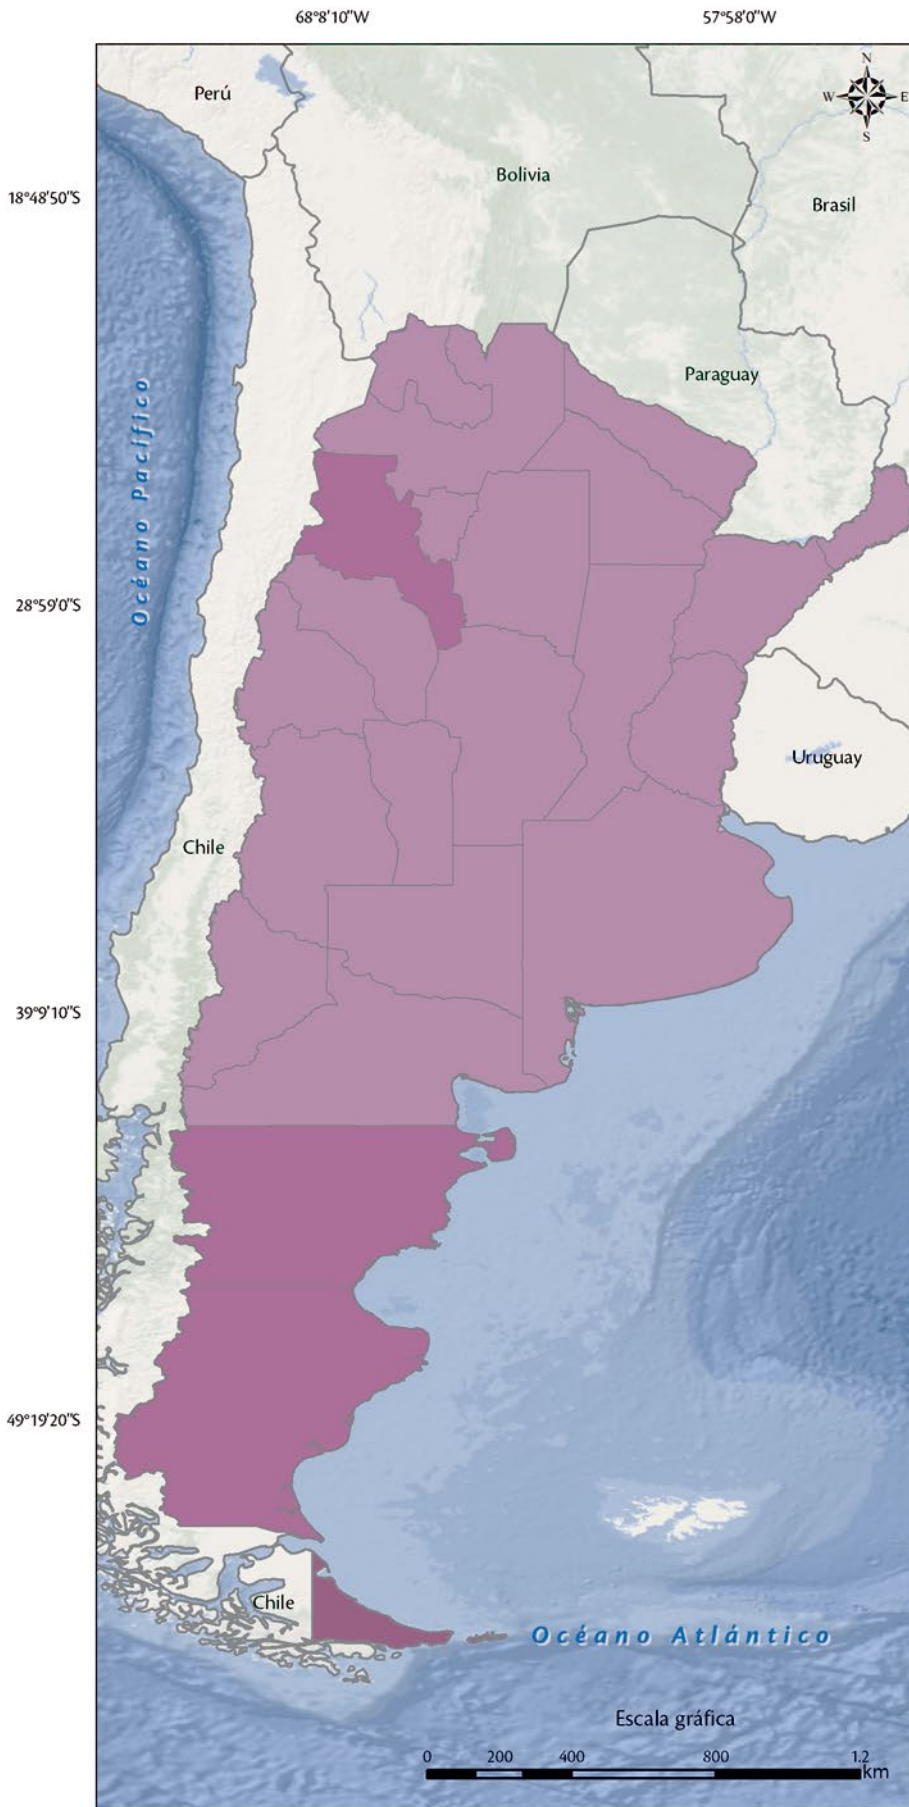 68°8'10"W
57°58'0"W
Perú
N
W
E
S
18°48'50"S
Bolivia
Brasil
Océano Pacífico
Paraguay
28°59'0"S
Uruguay
Chile
39°9'10"S
49°19'20"S
Chile
Océano Atlántico
Escala gráfica
0 200 400 800 1.2
km